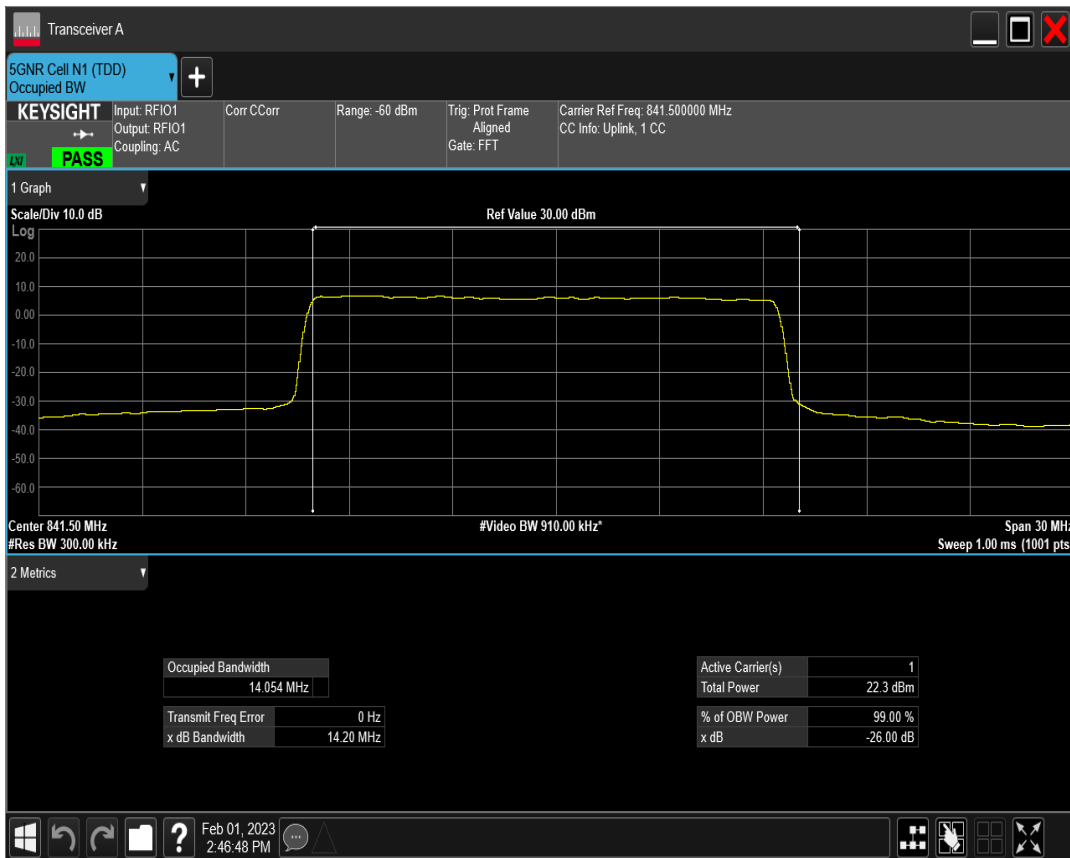 Transceiver A
5GNR Cell N1 (TDD)
Occupied BW
+
KEYSIGHT
LXI
PASS
Input: RFIO1
Output: RFIO1
Coupling: AC
Corr CCorr
Range: -60 dBm
Trig: Prot Frame
Aligned
Gate: FFT
Carrier Ref Freq: 841.500000 MHz
CC Info: Uplink, 1 CC
1 Graph
Scale/Div 10.0 dB
Ref Value 30.00 dBm
Log
20.0
10.0
0.00
-10.0
-20.0
-30.0
-40.0
-50.0
-60.0
Center 841.50 MHz
#Video BW 910.00 kHz*
Span 30 MHz
#Res BW 300.00 kHz
Sweep 1.00 ms (1001 pts
2 Metrics
Occupied Bandwidth
14.054 MHz
Transmit Freq Error 0 Hz
x dB Bandwidth 14.20 MHz
Active Carrier(s) 1
Total Power 22.3 dBm
% of OBW Power 99.00 %
x dB -26.00 dB
?
Feb 01, 2023
2:46:48 PM